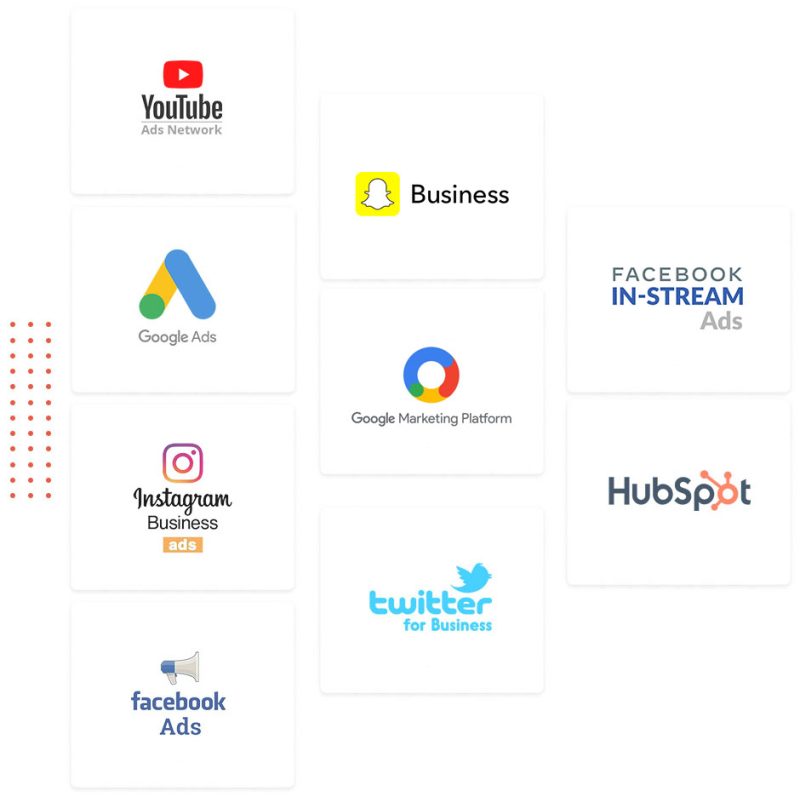 YouTube
Ads Network
Google Ads
Instagram
Business
ads
facebook
Ads
Business
Google Marketing Platform
twitter
for Business
FACEBOOK
IN-STREAM
Ads
HubSpot